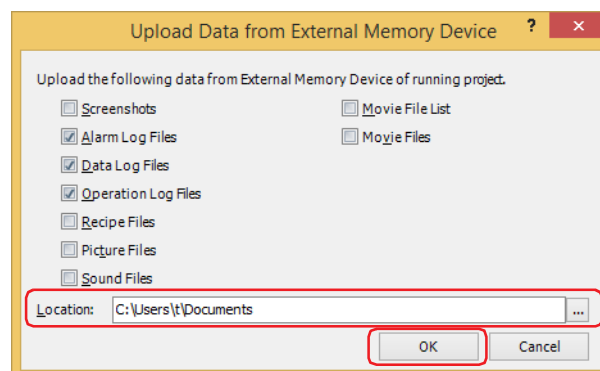 Upload Data from External Memory Device ? ×
Upload the following data from External Memory Device of running project.
Screenshots
Movie File List
Alarm Log Files
Movie Files
Data Log Files
Operation Log Files
Recipe Files
Picture Files
Sound Files
Location: C:\Users\t\Documents ...
OK Cancel